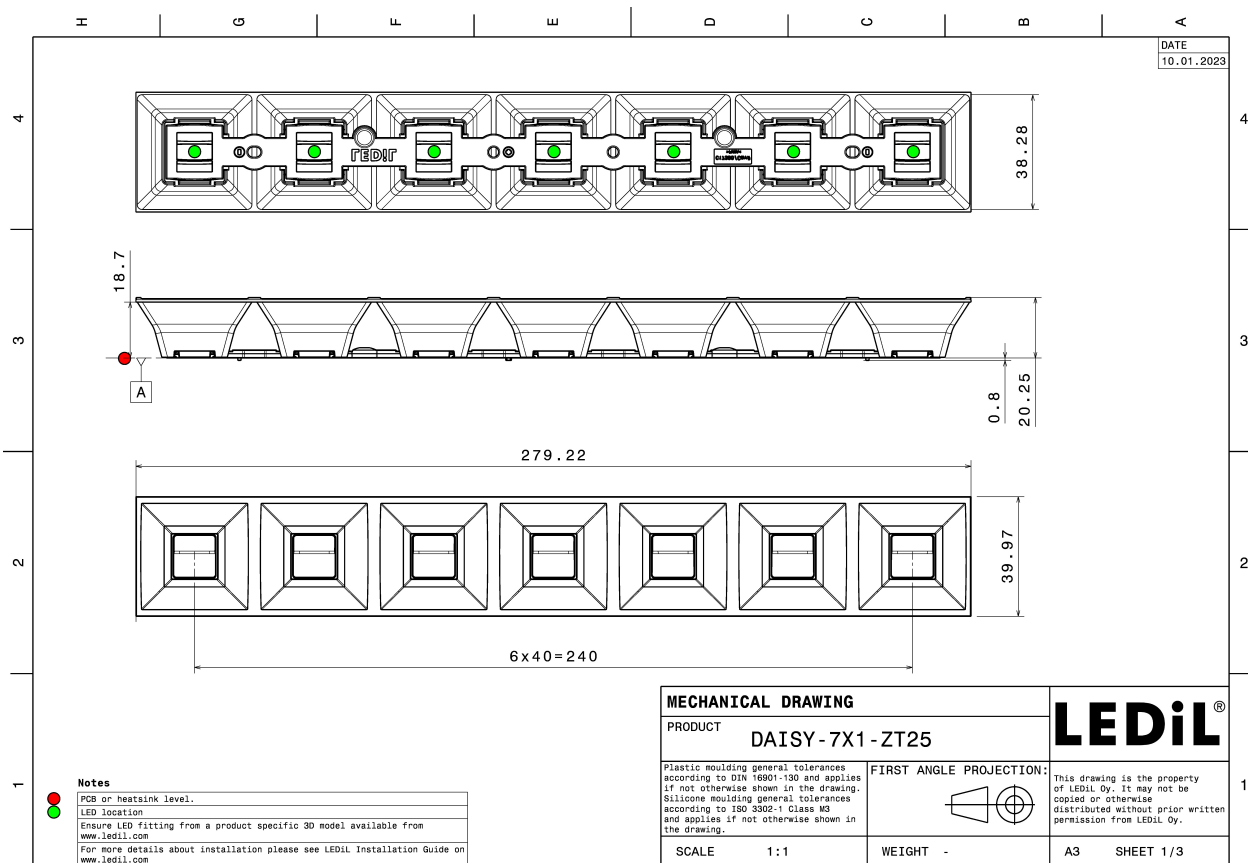 H G F E D C B A
DATE
10.01.2023
4
4
LEDiL
38.28
18.7
3
3
A
0.8
20.25
279.22
39.97
2
2
6x40=240
MECHANICAL DRAWING
PRODUCT
DAISY-7X1-ZT25
LEDiL®
Plastic moulding general tolerances
according to DIN 16901-130 and applies
if not otherwise shown in the drawing.
Silicone moulding general tolerances
according to ISO 3302-1 Class M3
and applies if not otherwise shown in
the drawing.
FIRST ANGLE PROJECTION:
This drawing is the property
of LEDiL Oy. It may not be
copied or otherwise
distributed without prior written
permission from LEDiL Oy.
1
1
Notes
PCB or heatsink level.
LED location
Ensure LED fitting from a product specific 3D model available from
www.ledil.com
For more details about installation please see LEDiL Installation Guide on
www.ledil.com
SCALE 1:1
WEIGHT -
A3 SHEET 1/3